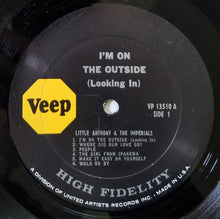 I'M ON
THE OUTSIDE
(Looking In)
VP 13510 A
SIDE 1
Veep
LITTLE ANTHONY & THE IMPERIALS
1. I'M ON THE OUTSIDE (Looking In)
2. WHERE DID OUR LOVE GO?
3. PEOPLE
4. THE GIRL FROM IPANEMA
5. MAKE IT EASY ON YOURSELF
6. WALK ON BY
HIGH FIDELITY
A DIVISION OF UNITED ARTISTS RECORDS, INC. MADE IN U.S.A.